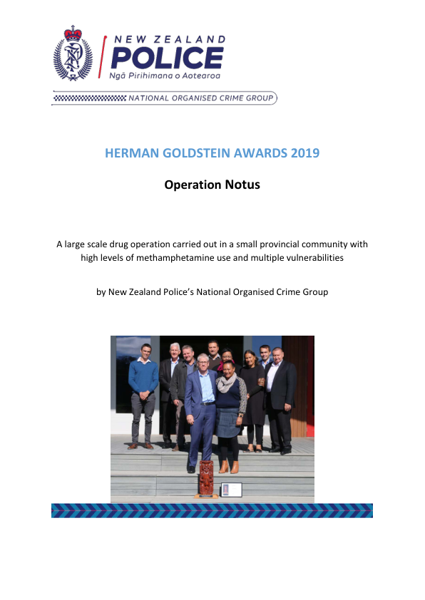 NEW ZEALAND
POLICE
Ngā Pirihimana o Aotearoa
NATIONAL ORGANISED CRIME GROUP
HERMAN GOLDSTEIN AWARDS 2019
Operation Notus
A large scale drug operation carried out in a small provincial community with
high levels of methamphetamine use and multiple vulnerabilities
by New Zealand Police's National Organised Crime Group